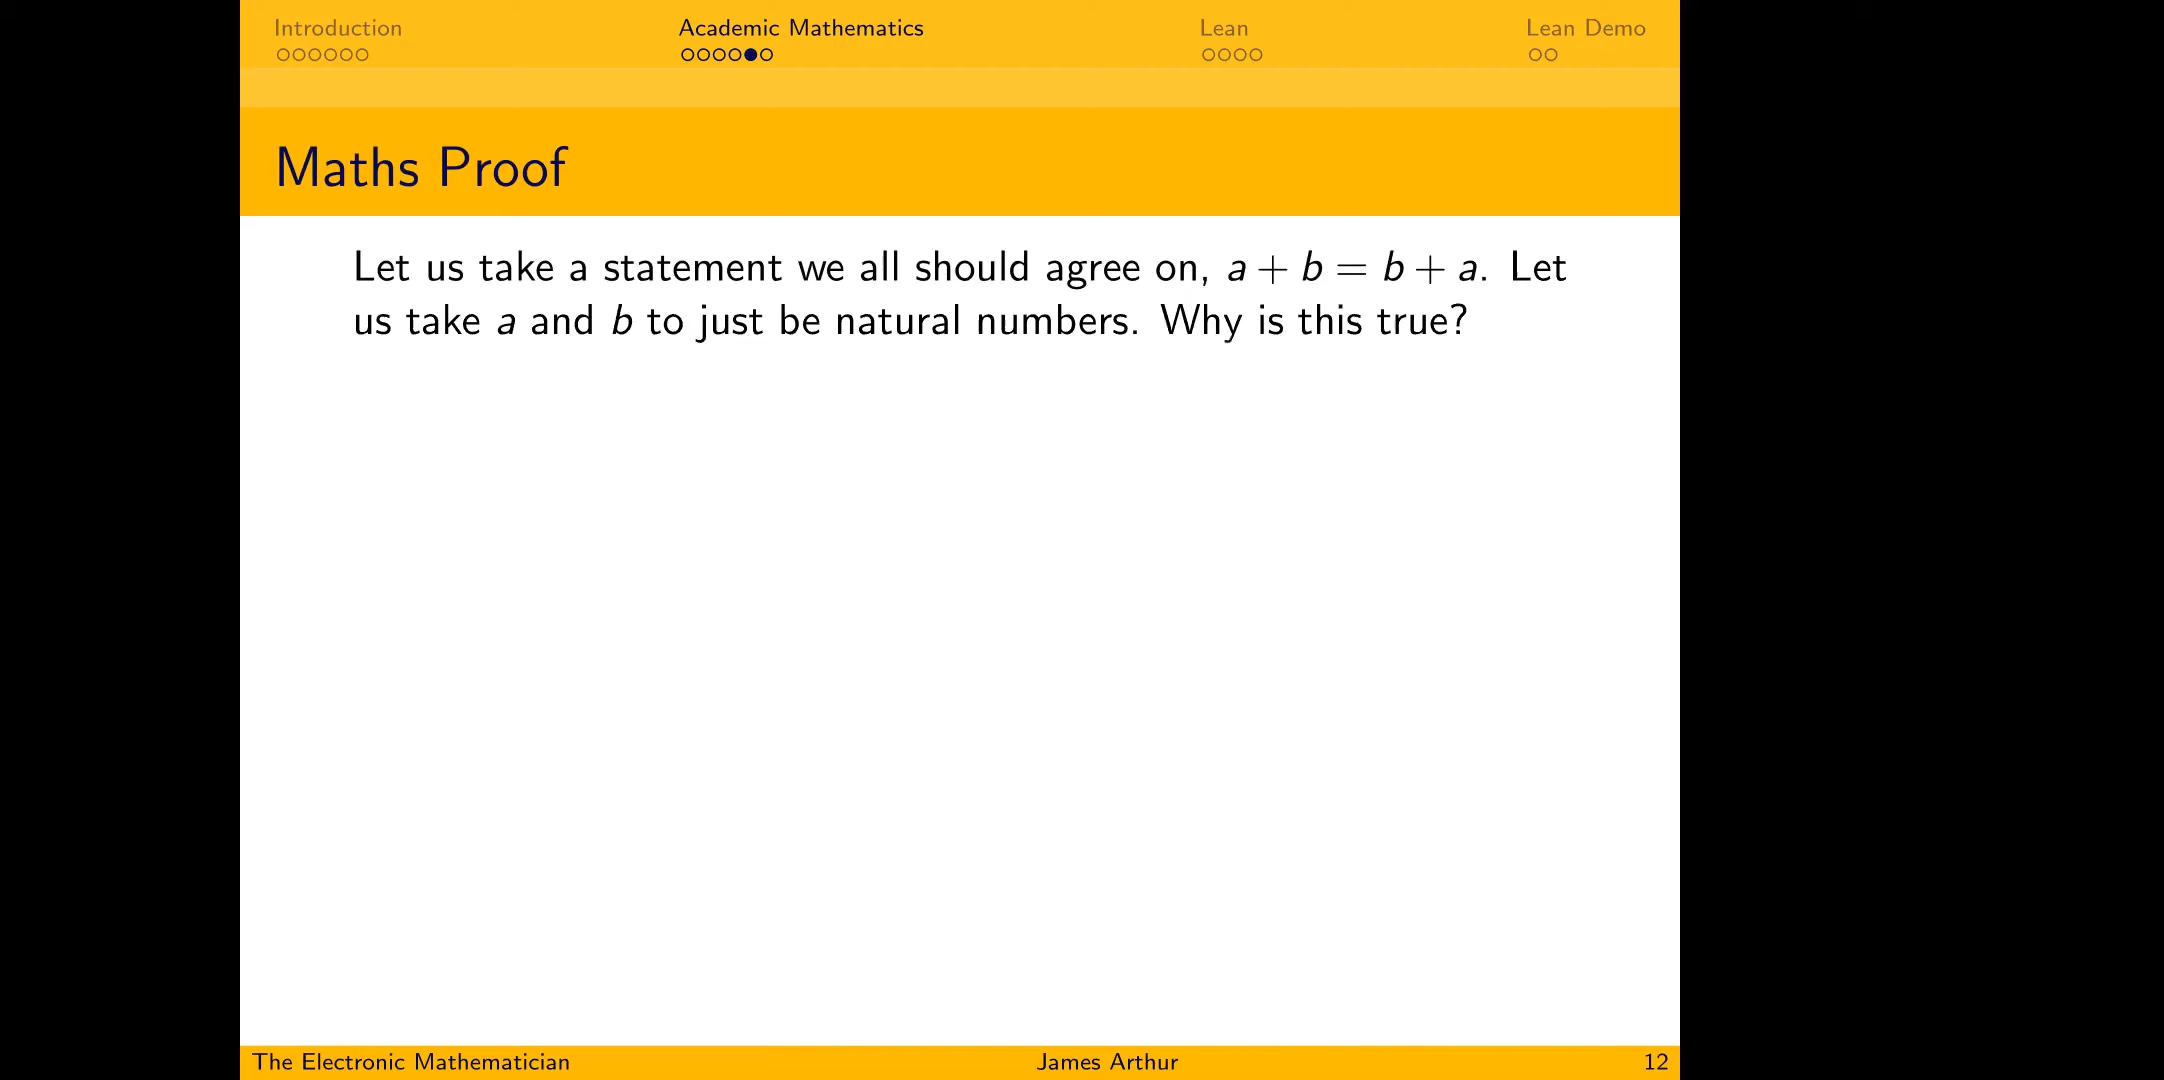 Introduction Academic Mathematics Lean Lean Demo
Maths Proof
Let us take a statement we all should agree on, a + b = b + a. Let
us take a and b to just be natural numbers. Why is this true?
The Electronic Mathematician James Arthur 12